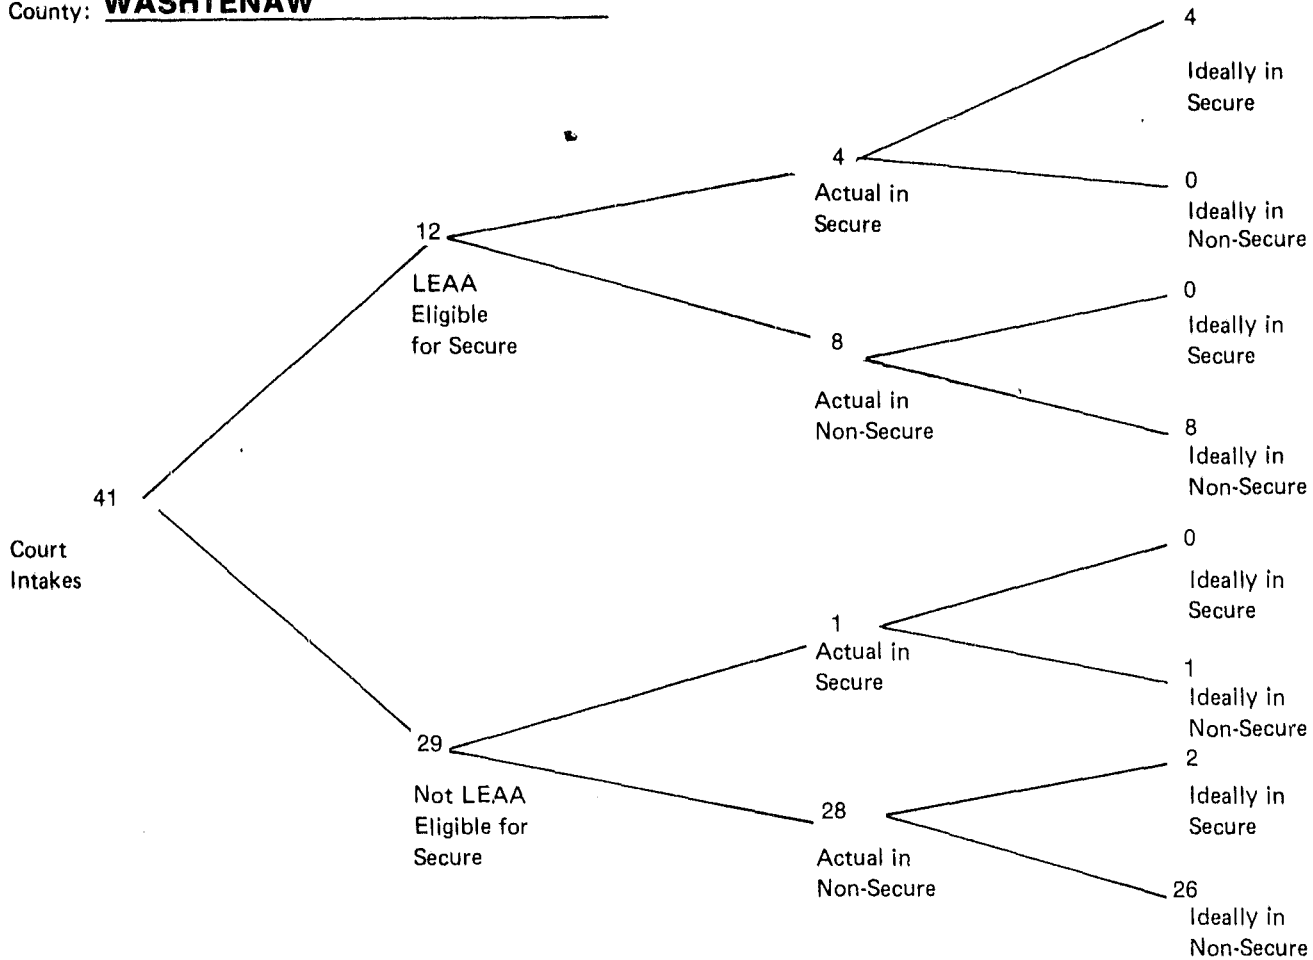 County: WASHTENAW
41
Court
Intakes
12
LEAA
Eligible
for Secure
29
Not LEAA
Eligible for
Secure
4
Actual in
Secure
8
Actual in
Non-Secure
1
Actual in
Secure
28
Actual in
Non-Secure
4
Ideally in
Secure
0
Ideally in
Non-Secure
0
Ideally in
Secure
8
Ideally in
Non-Secure
0
Ideally in
Secure
1
Ideally in
Non-Secure
2
Ideally in
Secure
26
Ideally in
Non-Secure